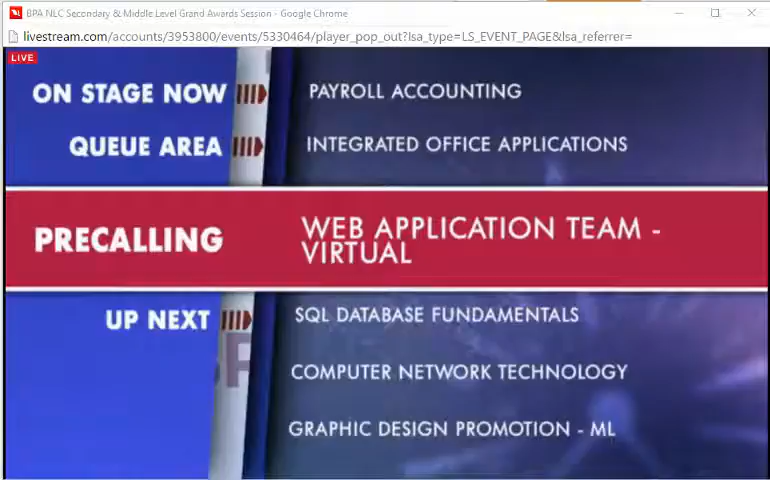 BPA NLC Secondary & Middle Level Grand Awards Session - Google Chrome
livestream.com/accounts/3953800/events/5330464/player_pop_out?lsa_type=LS_EVENT_PAGE&lsa_referrer=
LIVE
ON STAGE NOW PAYROLL ACCOUNTING
QUEUE AREA INTEGRATED OFFICE APPLICATIONS
PRECALLING WEB APPLICATION TEAM -
VIRTUAL
UP NEXT SQL DATABASE FUNDAMENTALS
COMPUTER NETWORK TECHNOLOGY
GRAPHIC DESIGN PROMOTION - ML